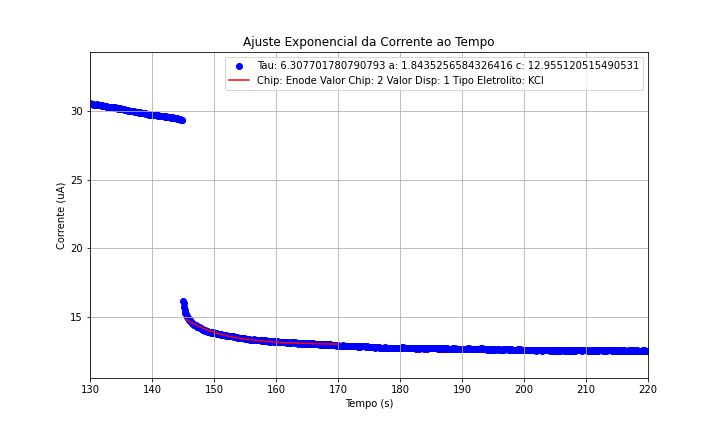 Ajuste Exponencial da Corrente ao Tempo
Tau: 6.307701780790793 a: 1.8435256584326416 c: 12.955120515490531
Chip: Enode Valor Chip: 2 Valor Disp: 1 Tipo Eletrolito: KCl
Corrente (uA)
30
25
20
15
130 140 150 160 170 180 190 200 210 220
Tempo (s)